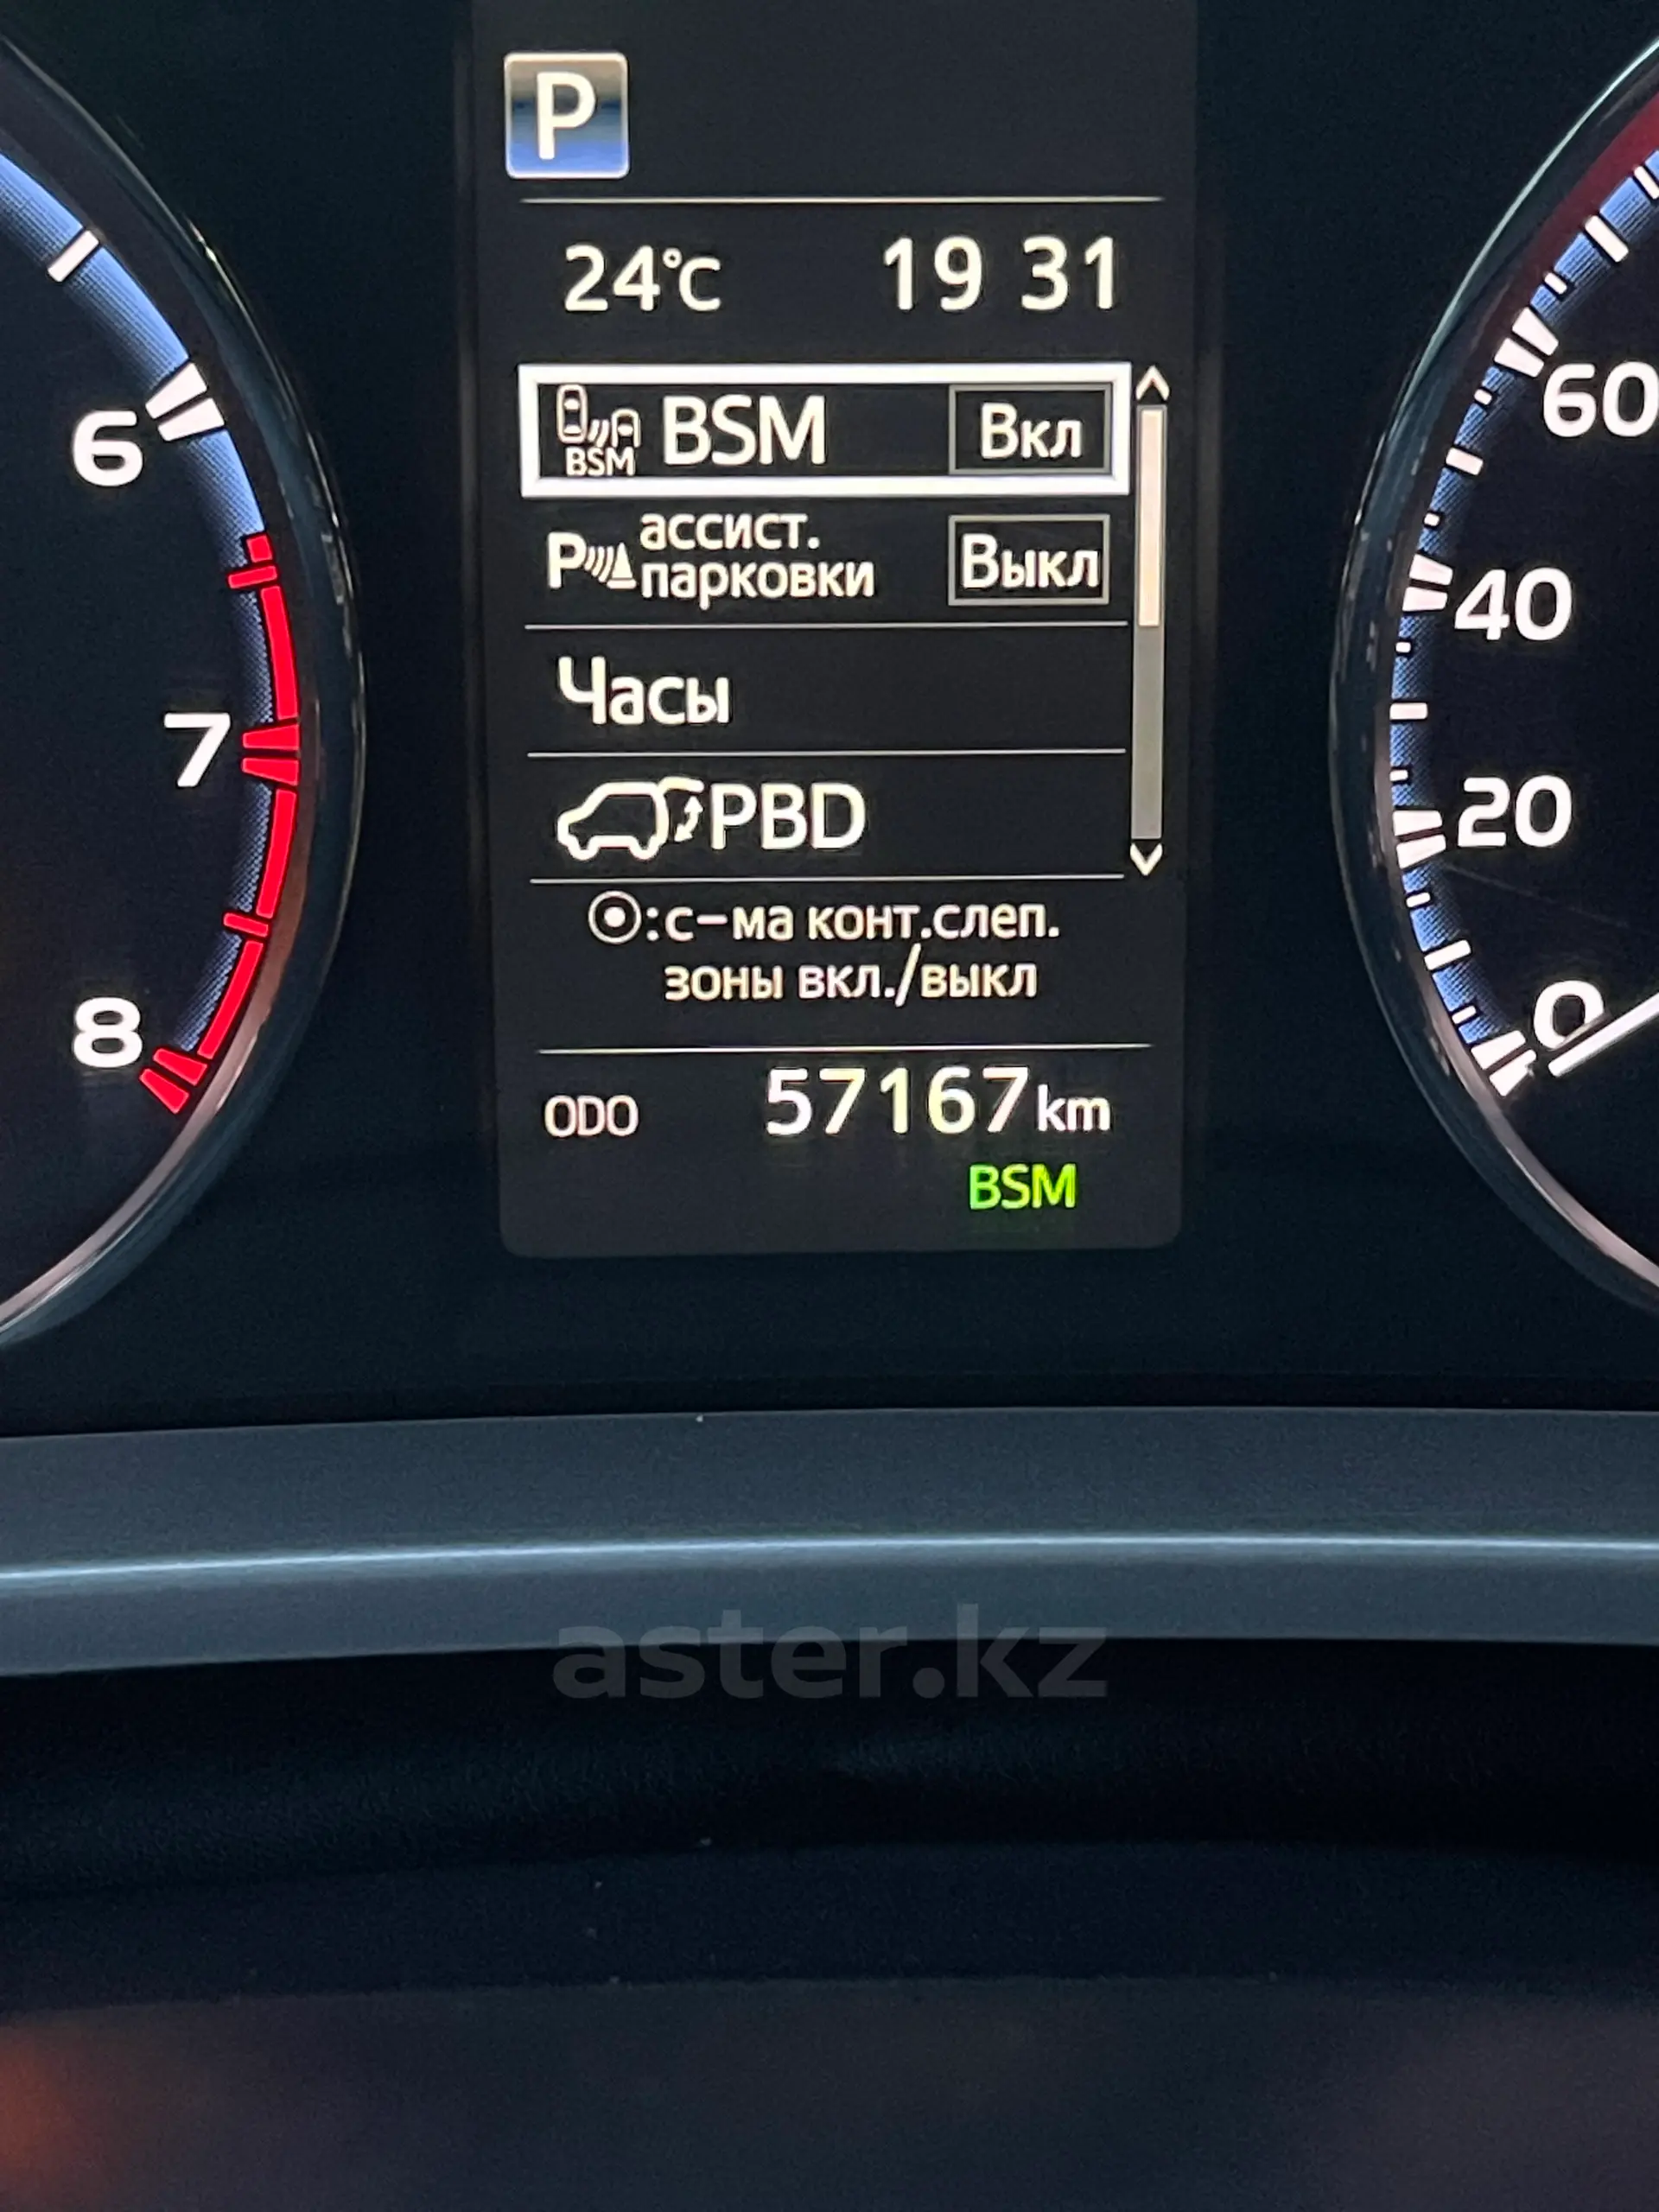 P
24°C 19 31
BSM BSM Вкл
P ассист.
парковки Выкл
Часы
PBD
:с-ма конт.слеп.
зоны вкл./выкл
ODO 57167 km
BSM
6
7
8
60
40
20
0
aster.kz